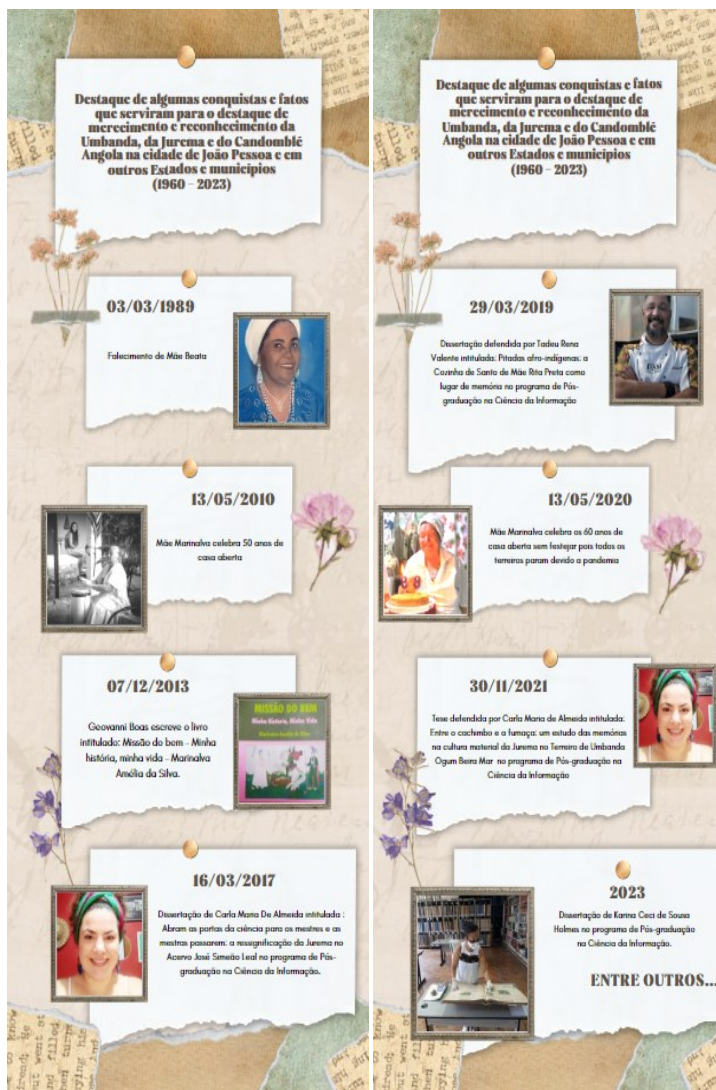 Destaque de algumas conquistas e fatos
que serviram para o destaque de
merecimento e reconhecimento da
Umbanda, da Jurema e do Candomblé
Angola na cidade de João Pessoa e em
outros Estados e municípios
(1960 – 2023)
03/03/1989
Falecimento de Mãe Beata
13/05/2010
Mãe Marinalva celebra 50 anos de
casa aberta
07/12/2013
Geovanni Boas escreve o livro
intitulado: Missão do bem – Minha
história, minha vida – Marinalva
Amélia da Silva.
MISSÃO DO BEM
Minha história, Minha Vida
16/03/2017
Dissertação de Carla Maria De Almeida intitulada :
Abram as portas da ciência para os mestres e as
mestras passarem: a ressignificação da Jurema no
Acervo José Simeão Leal no programa de Pós-
graduação na Ciência da Informação.
Destaque de algumas conquistas e fatos
que serviram para o destaque de
merecimento e reconhecimento da
Umbanda, da Jurema e do Candomblé
Angola na cidade de João Pessoa e em
outros Estados e municípios
(1960 – 2023)
29/03/2019
Dissertação defendida por Tadeu Rena
Valente intitulada: Pitadas afro-indígenas: a
Cozinha de Santo de Mãe Rita Preta como
lugar de memória no programa de Pós-
graduação na Ciência da Informação
13/05/2020
Mãe Marinalva celebra os 60 anos de
casa aberta sem festejar pois todos os
terreiros param devido a pandemia
30/11/2021
Tese defendida por Carla Maria de Almeida intitulada:
Entre o cachimbo e a fumaça: um estudo das memórias
na cultura material da Jurema no Terreiro de Umbanda
Ogum Beira Mar no programa de Pós-graduação na
Ciência da Informação
2023
Dissertação de Karina Ceci de Sousa
Holmes no programa de Pós-graduação
na Ciência da Informação.
ENTRE OUTROS...